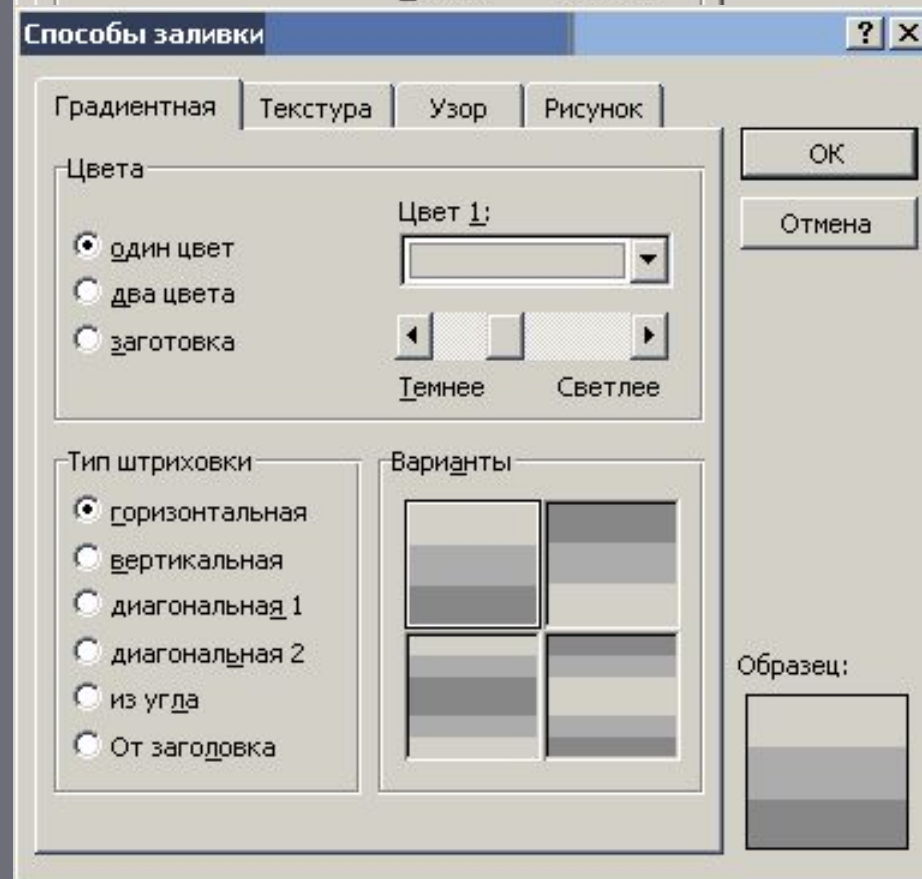 Способы заливки
Градиентная Текстура Узор Рисунок
Цвета
один цвет
два цвета
заготовка
Цвет 1:
Темнее Светлее
ОК
Отмена
Тип штриховки
горизонтальная
вертикальная
диагональная 1
диагональная 2
из угла
От заголовка
Варианты
Образец: